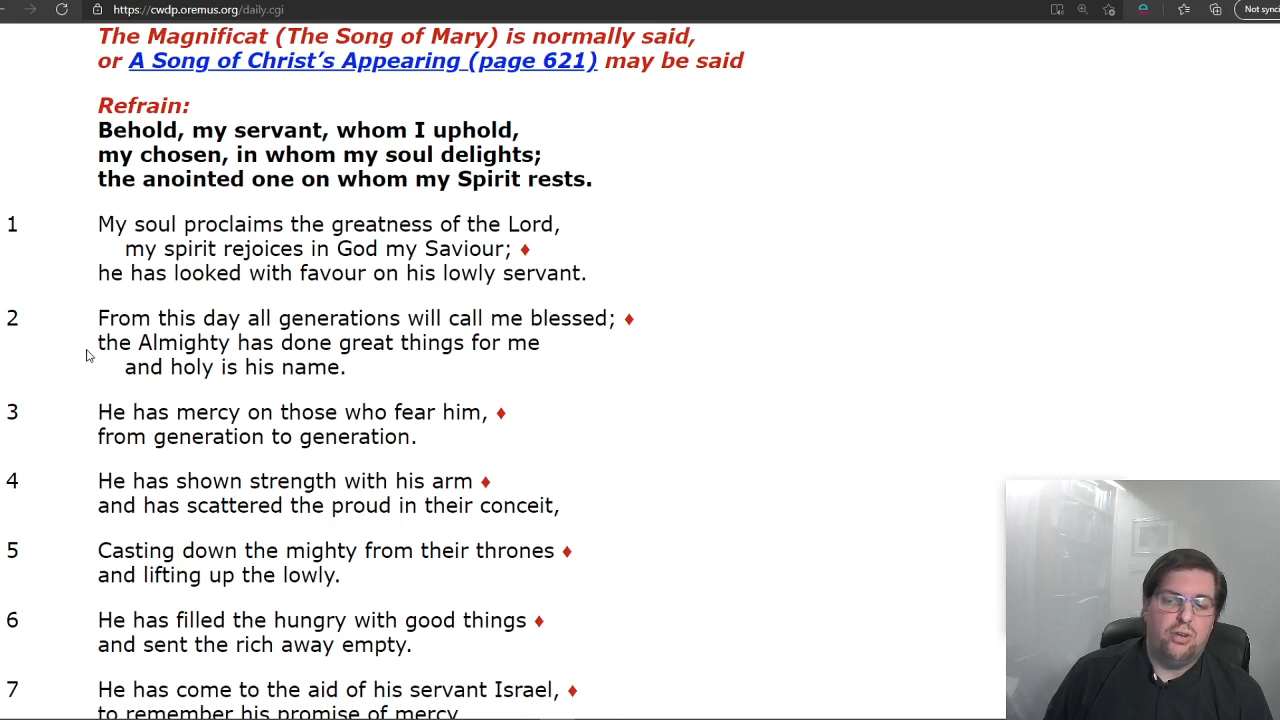 https://cwdp.oremus.org/daily.cgi
Not sync
The Magnificat (The Song of Mary) is normally said,
or A Song of Christ’s Appearing (page 621) may be said
Refrain:
Behold, my servant, whom I uphold,
my chosen, in whom my soul delights;
the anointed one on whom my Spirit rests.
1 My soul proclaims the greatness of the Lord,
my spirit rejoices in God my Saviour; ♦
he has looked with favour on his lowly servant.
2 From this day all generations will call me blessed; ♦
the Almighty has done great things for me
and holy is his name.
3 He has mercy on those who fear him, ♦
from generation to generation.
4 He has shown strength with his arm ♦
and has scattered the proud in their conceit,
5 Casting down the mighty from their thrones ♦
and lifting up the lowly.
6 He has filled the hungry with good things ♦
and sent the rich away empty.
7 He has come to the aid of his servant Israel, ♦
to remember his promise of mercy